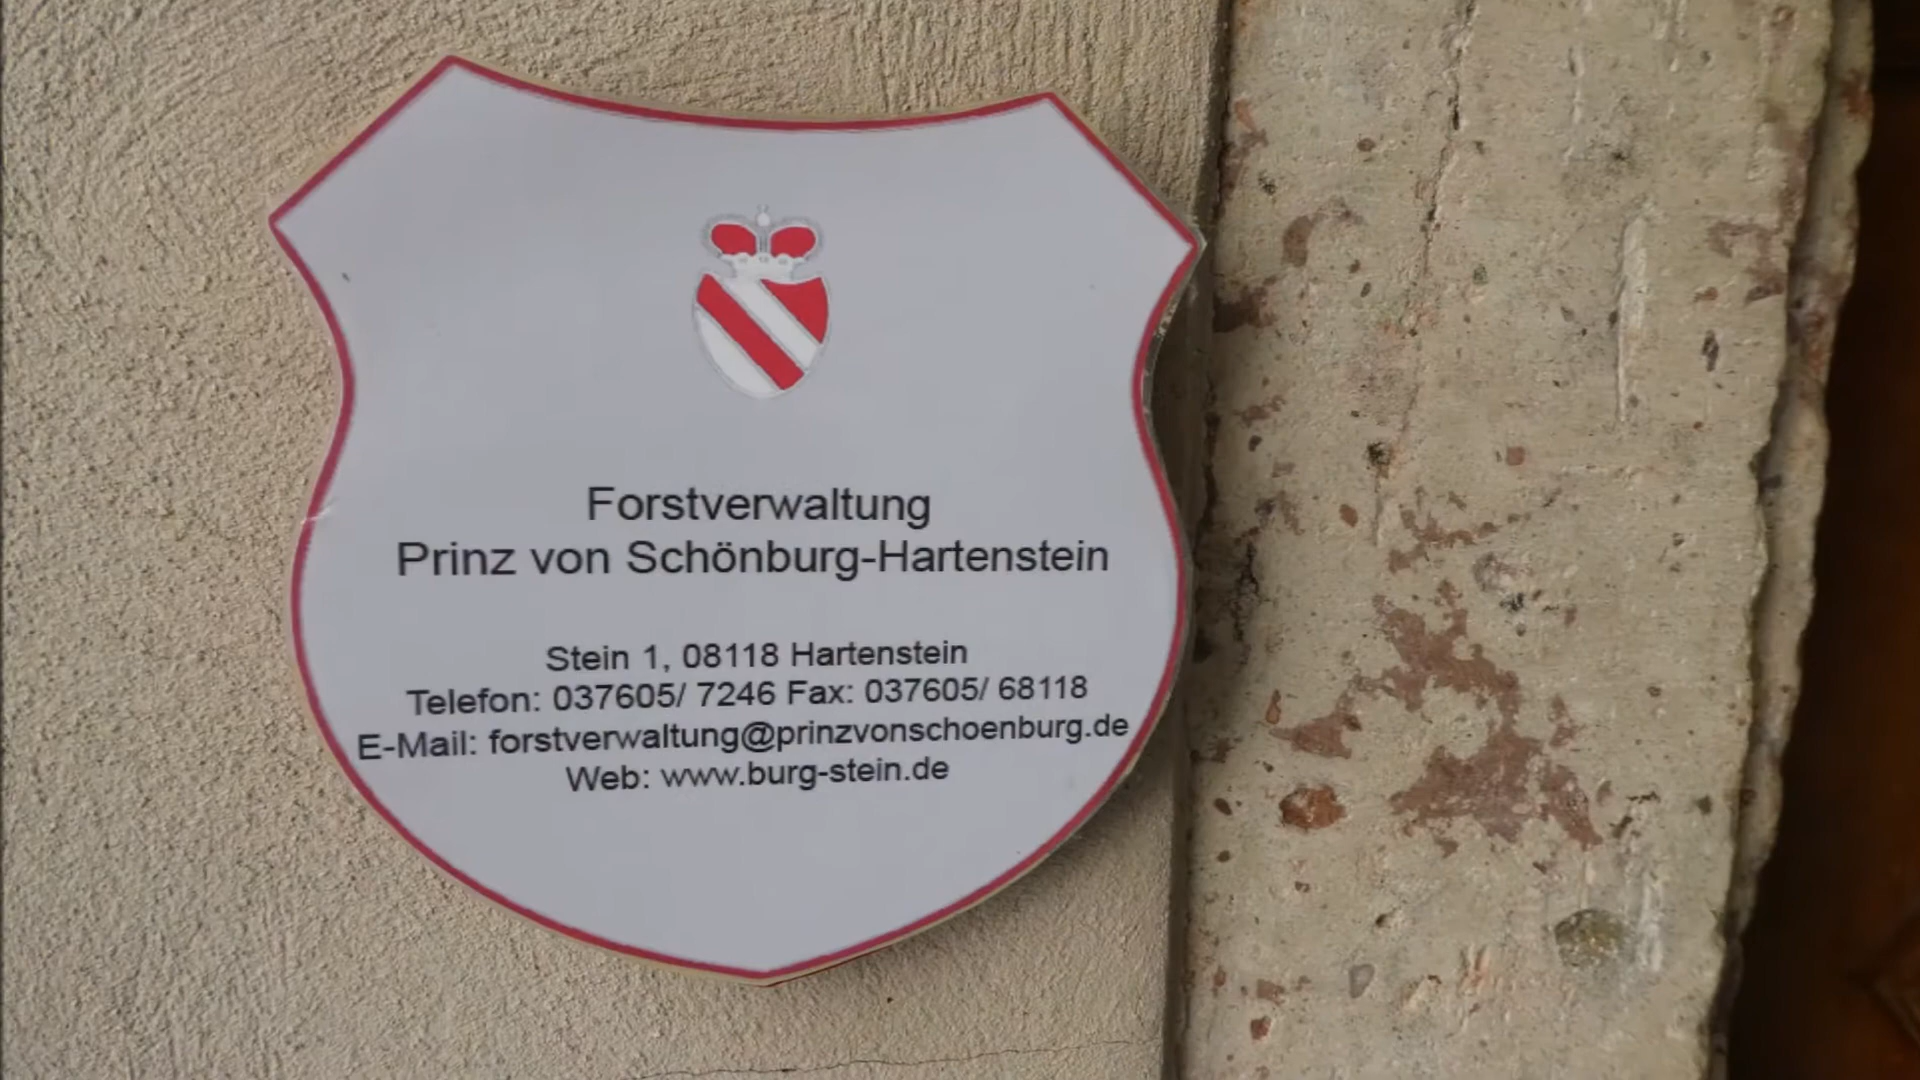 Forstverwaltung
Prinz von Schönburg-Hartenstein
Stein 1, 08118 Hartenstein
Telefon: 037605/ 7246 Fax: 037605/ 68118
E-Mail: forstverwaltung@prinzvonschoenburg.de
Web: www.burg-stein.de